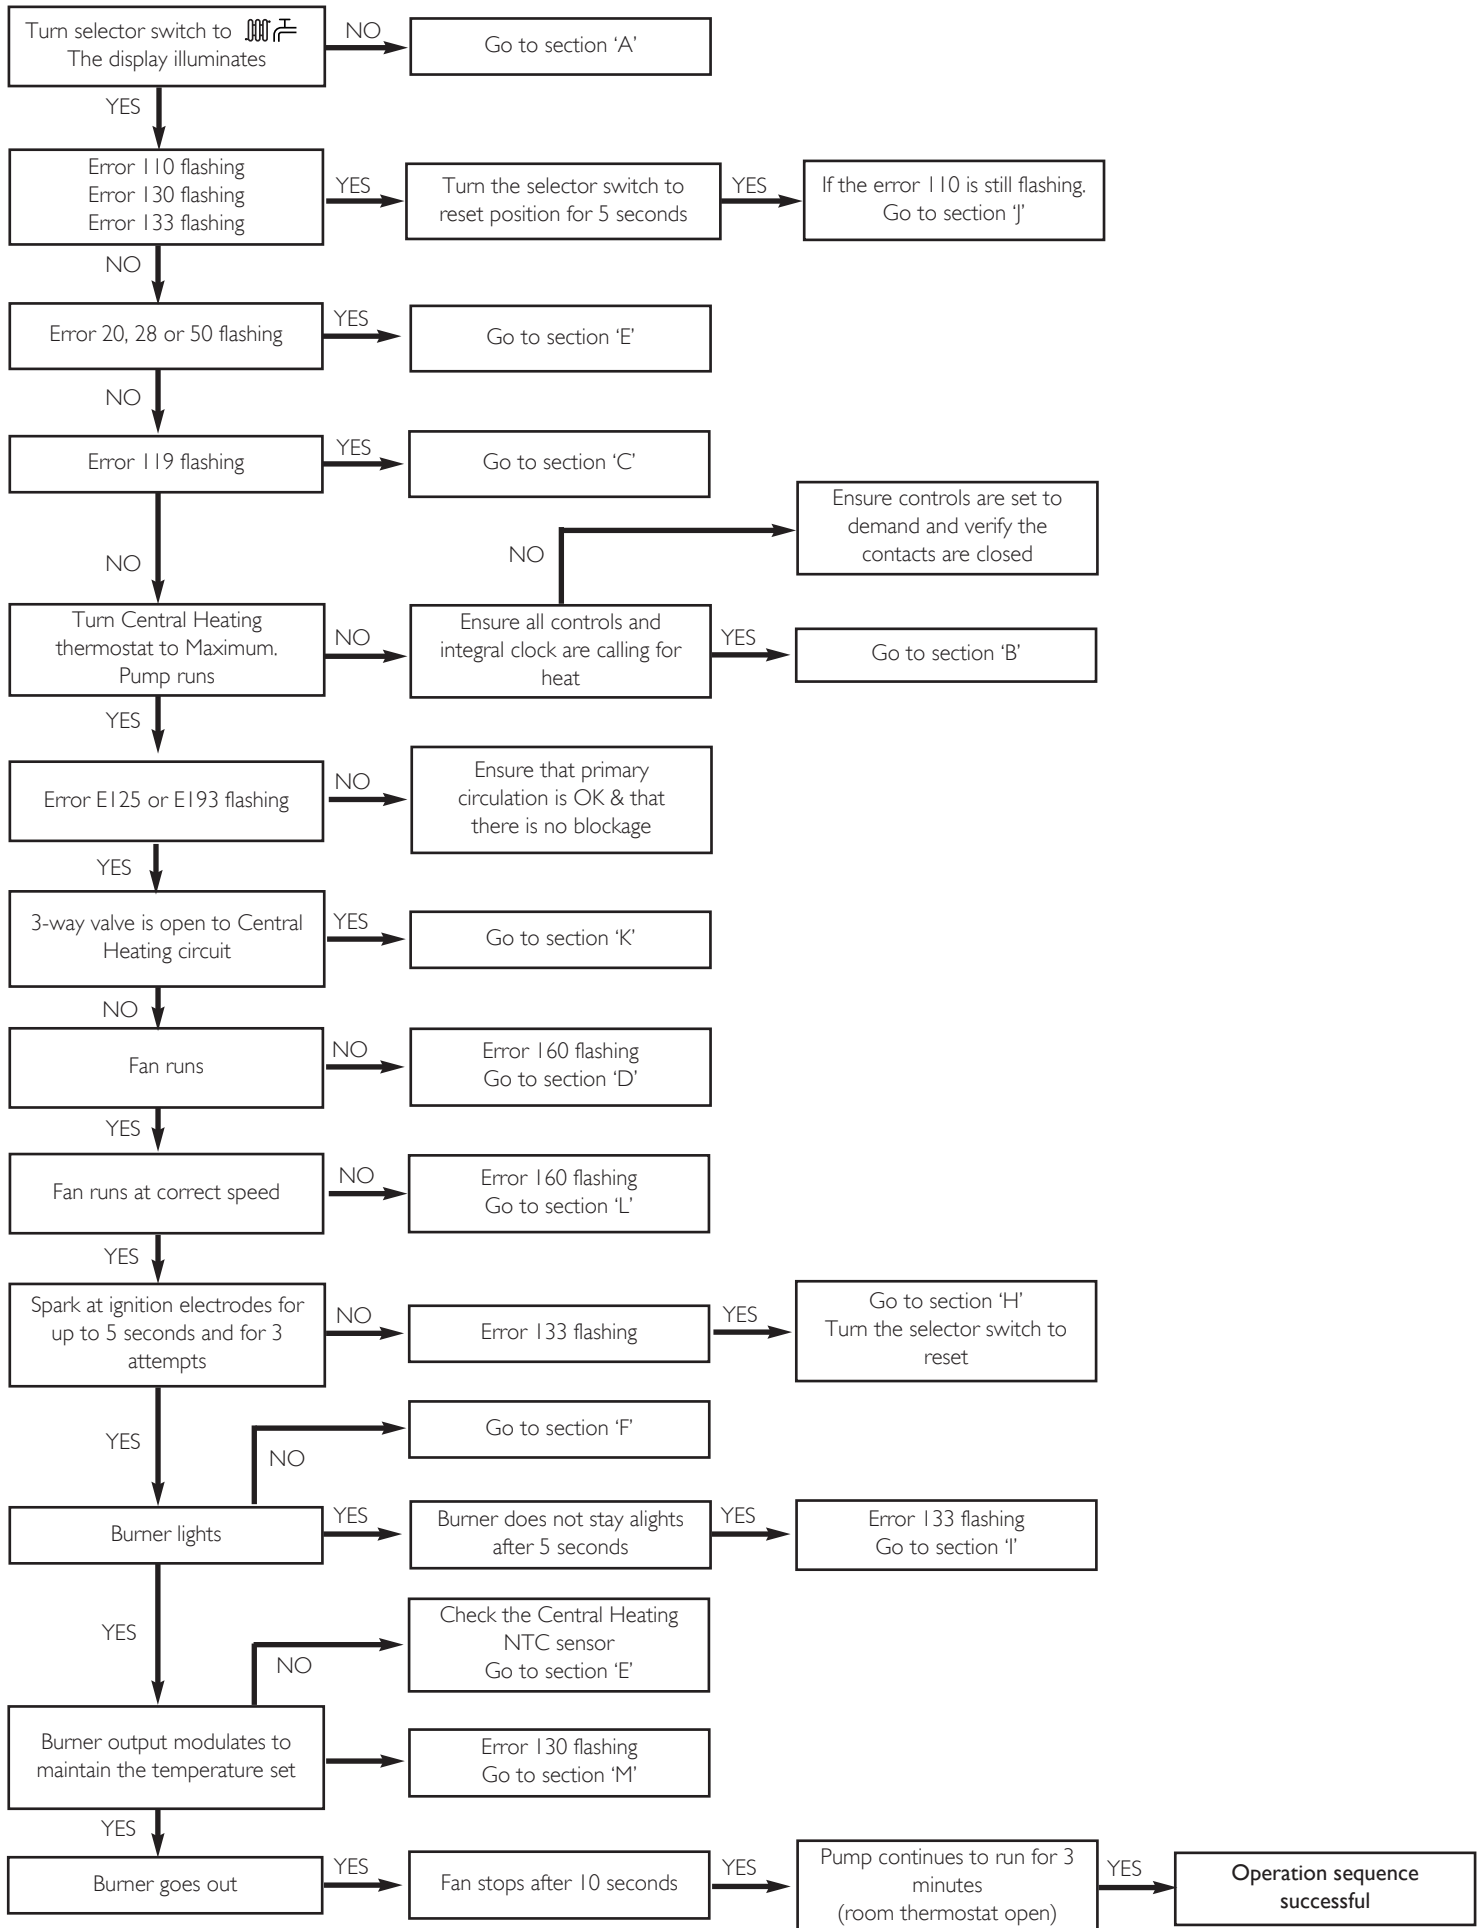 Turn selector switch to
The display illuminates
NO
Go to section ‘A’
YES
Error 110 flashing
Error 130 flashing
Error 133 flashing
YES
Turn the selector switch to
reset position for 5 seconds
YES
If the error 110 is still flashing.
Go to section ‘J’
NO
Error 20, 28 or 50 flashing
YES
Go to section ‘E’
NO
Error 119 flashing
YES
Go to section ‘C’
NO
Turn Central Heating
thermostat to Maximum.
Pump runs
NO
Ensure all controls and
integral clock are calling for
heat
NO
Ensure controls are set to
demand and verify the
contacts are closed
YES
Go to section ‘B’
YES
Error E125 or E193 flashing
NO
Ensure that primary
circulation is OK & that
there is no blockage
YES
3-way valve is open to Central
Heating circuit
YES
Go to section ‘K’
NO
Fan runs
NO
Error 160 flashing
Go to section ‘D’
YES
Fan runs at correct speed
NO
Error 160 flashing
Go to section ‘L’
YES
Spark at ignition electrodes for
up to 5 seconds and for 3
attempts
NO
Error 133 flashing
YES
Go to section ‘H’
Turn the selector switch to
reset
YES
NO
Go to section ‘F’
Burner lights
YES
Burner does not stay alights
after 5 seconds
YES
Error 133 flashing
Go to section ‘I’
YES
NO
Check the Central Heating
NTC sensor
Go to section ‘E’
Burner output modulates to
maintain the temperature set
Error 130 flashing
Go to section ‘M’
YES
Burner goes out
YES
Fan stops after 10 seconds
YES
Pump continues to run for 3
minutes
(room thermostat open)
YES
Operation sequence
successful